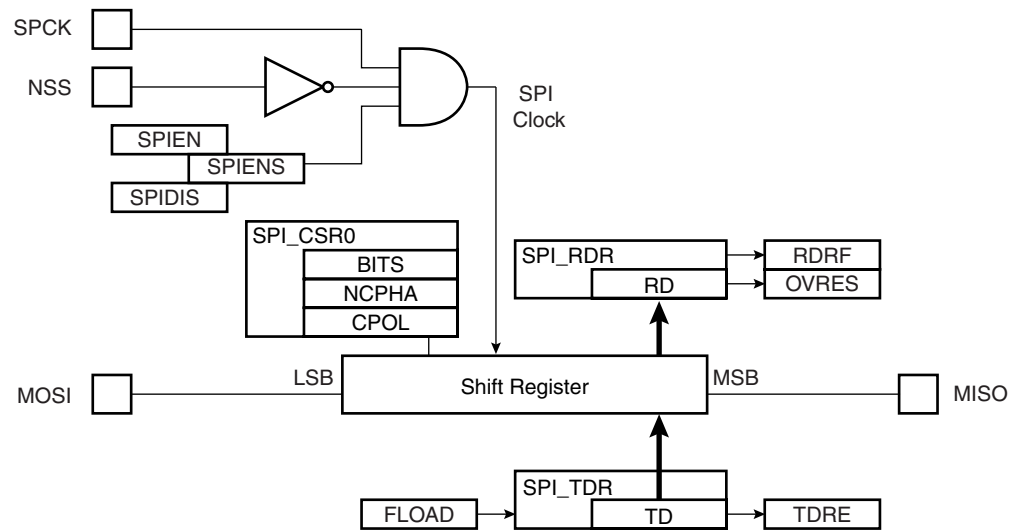 SPCK
NSS
SPI
Clock
SPIEN
SPIENS
SPIDIS
SPI_CSR0
BITS
NCPHA
CPOL
SPI_RDR
RD
RDRF
OVRES
MOSI
LSB
Shift Register
MSB
MISO
SPI_TDR
FLOAD
TD
TDRE